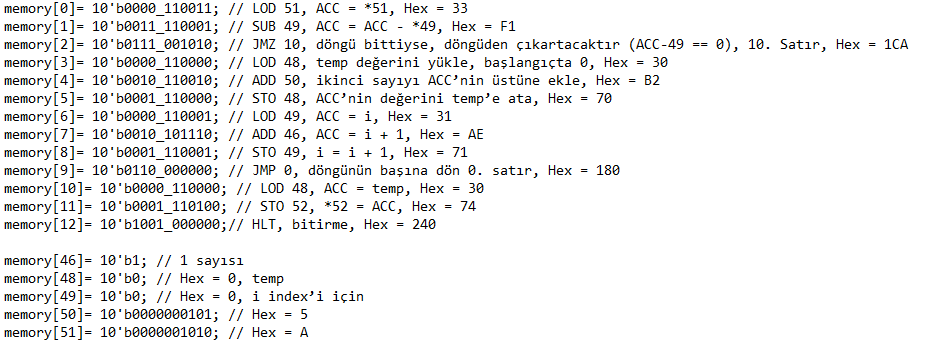 memory[0]= 10'b0000_110011; // LOD 51, ACC = *51, Hex = 33
memory[1]= 10'b0011_110001; // SUB 49, ACC = ACC - *49, Hex = F1
memory[2]= 10'b0111_001010; // JMZ 10, döngü bittiyse, döngüden çıkartacaktır (ACC-49 == 0), 10. Satır, Hex = 1CA
memory[3]= 10'b0000_110000; // LOD 48, temp değerini yükle, başlangıçta 0, Hex = 30
memory[4]= 10'b0010_110010; // ADD 50, ikinci sayıyı ACC’nin üstüne ekle, Hex = B2
memory[5]= 10'b0001_110000; // STO 48, ACC’nin değerini temp’e ata, Hex = 70
memory[6]= 10'b0000_110001; // LOD 49, ACC = i, Hex = 31
memory[7]= 10'b0010_101110; // ADD 46, ACC = i + 1, Hex = AE
memory[8]= 10'b0001_110001; // STO 49, i = i + 1, Hex = 71
memory[9]= 10'b0110_000000; // JMP 0, döngünün başına dön 0. satır, Hex = 180
memory[10]= 10'b0000_110000; // LOD 48, ACC = temp, Hex = 30
memory[11]= 10'b0001_110100; // STO 52, *52 = ACC, Hex = 74
memory[12]= 10'b1001_000000;// HLT, bitirme, Hex = 240
memory[46]= 10'b1; // 1 sayısı
memory[48]= 10'b0; // Hex = 0, temp
memory[49]= 10'b0; // Hex = 0, i index’i için
memory[50]= 10'b0000000101; // Hex = 5
memory[51]= 10'b0000001010; // Hex = A